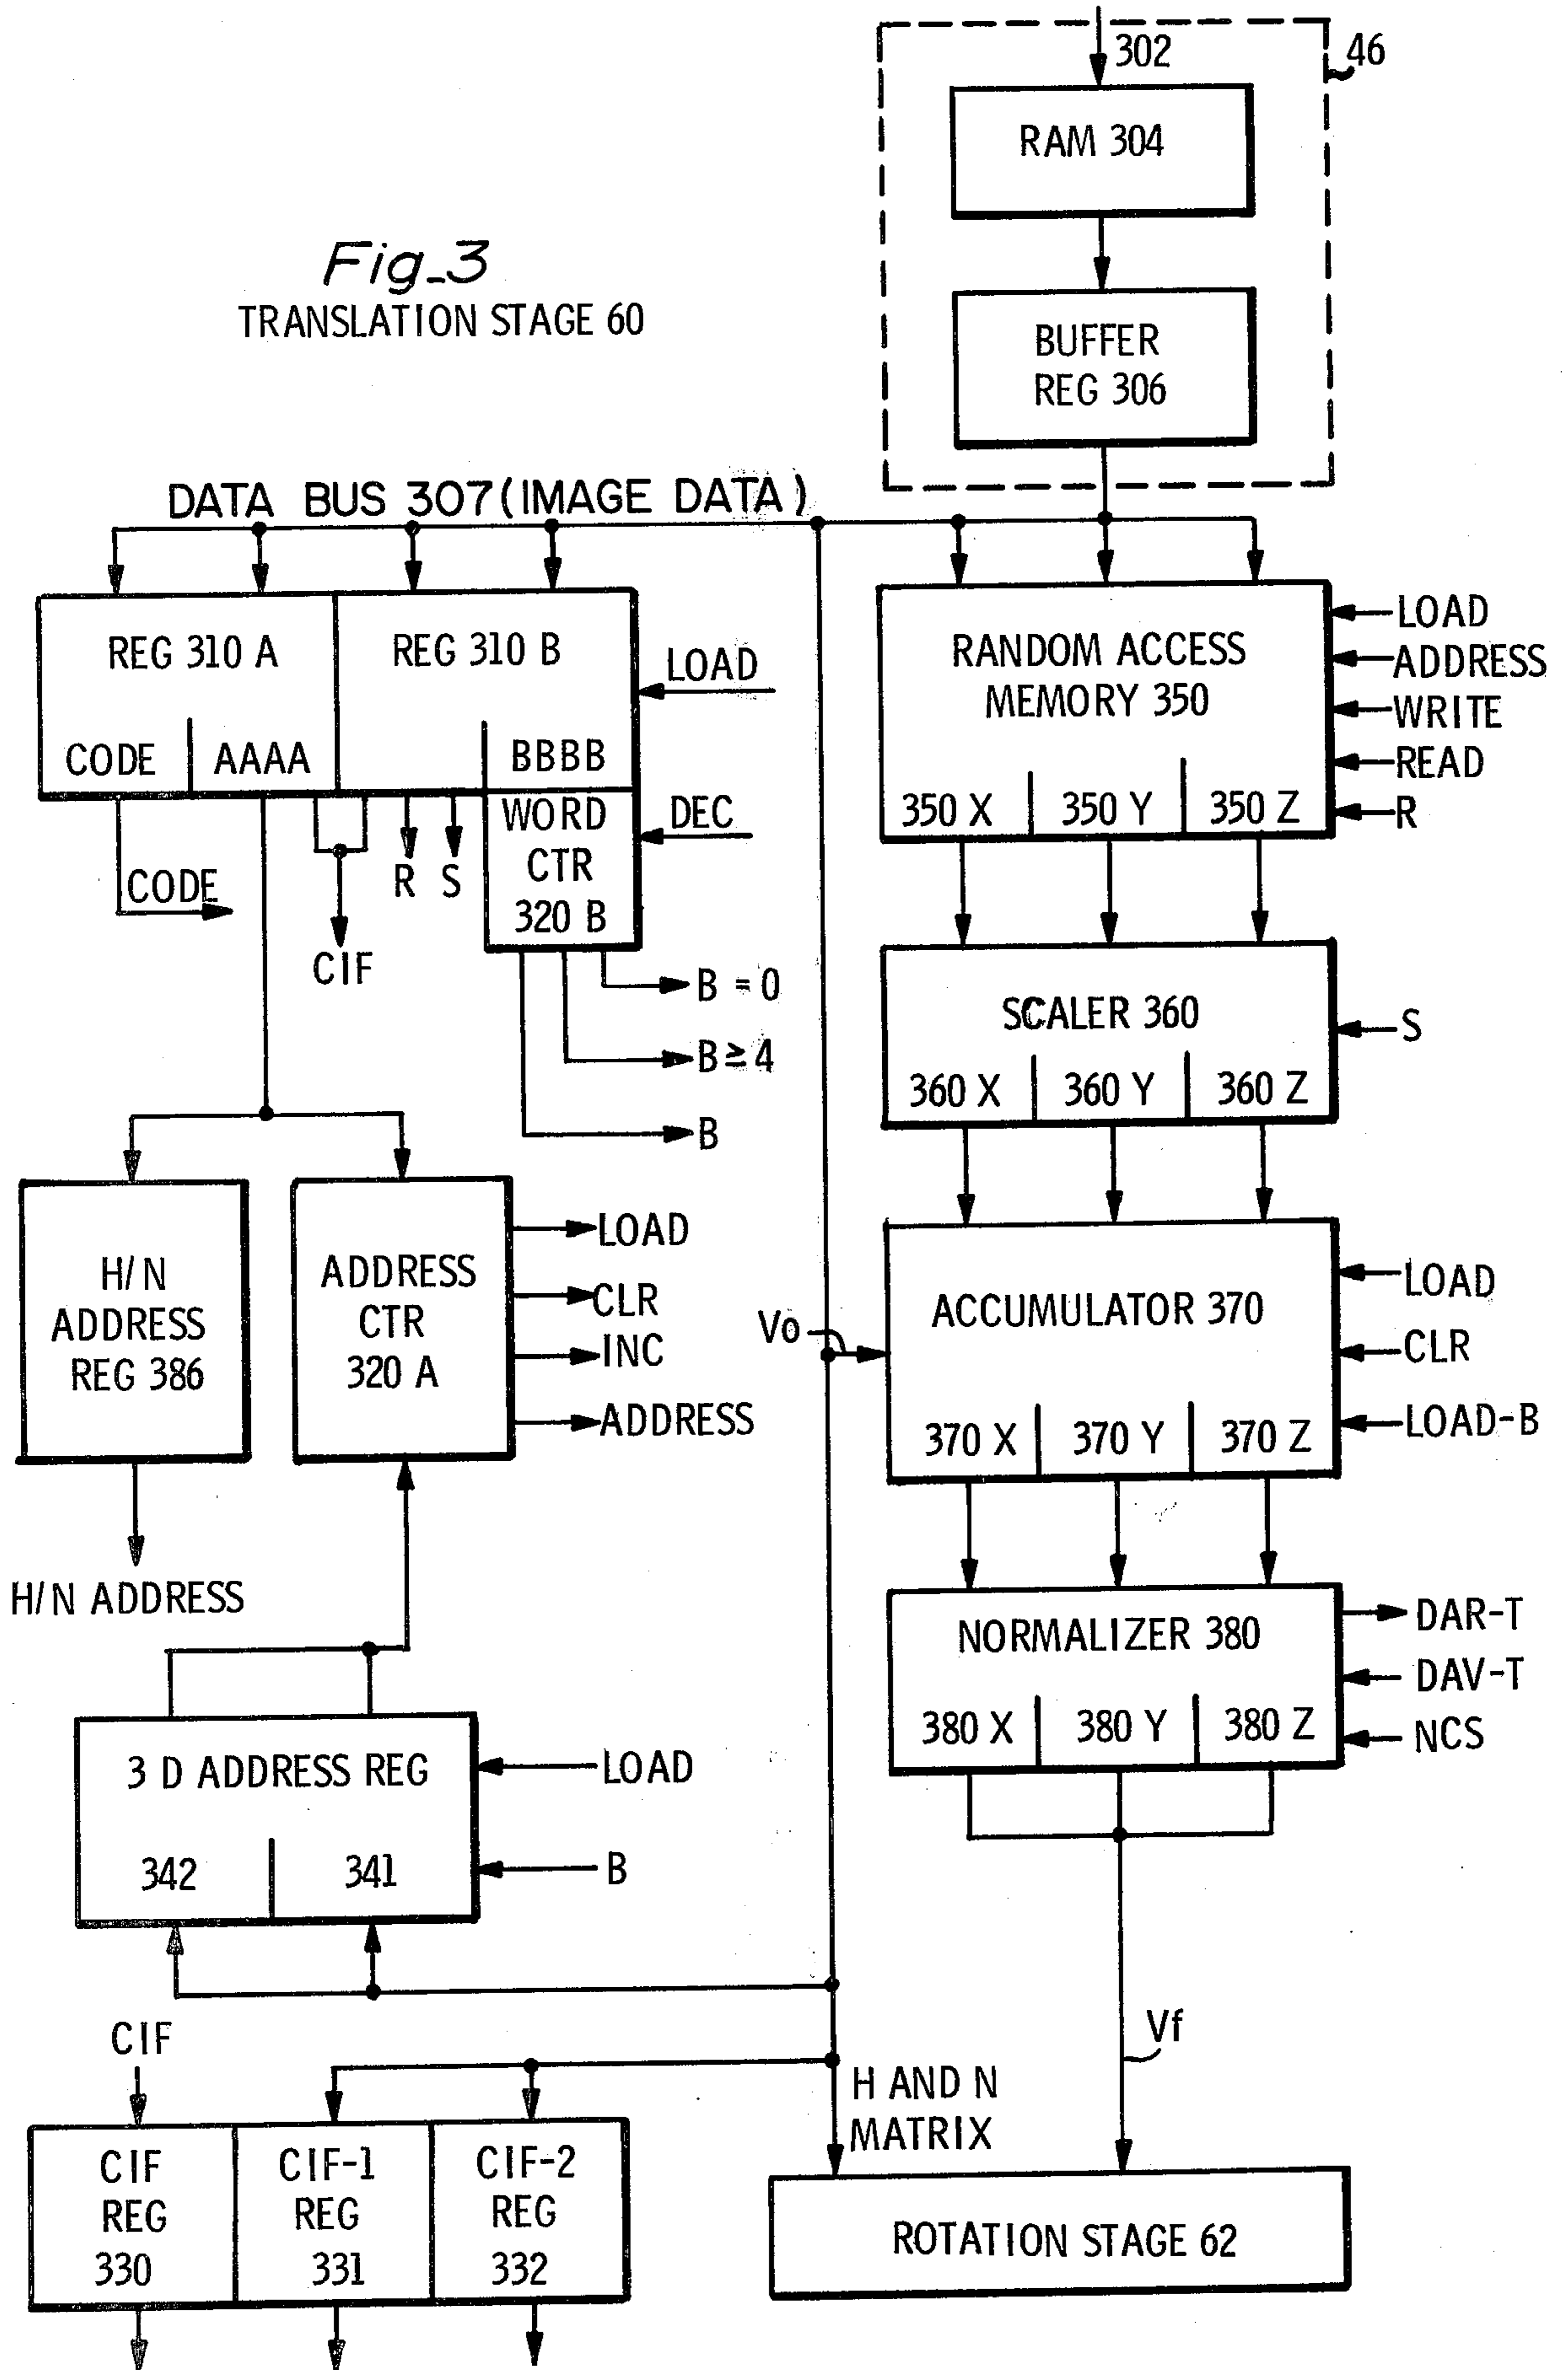 302
46
RAM 304
BUFFER
REG 306
Fig_3
TRANSLATION STAGE 60
DATA BUS 307 (IMAGE DATA)
REG 310 A
REG 310 B
CODE
AAAA
BBBB
LOAD
WORD
CTR
320 B
DEC
CODE
CIF
R
S
B = 0
B ≥ 4
B
RANDOM ACCESS
MEMORY 350
350 X
350 Y
350 Z
LOAD
ADDRESS
WRITE
READ
R
SCALER 360
360 X
360 Y
360 Z
S
H/N
ADDRESS
REG 386
H/N ADDRESS
ADDRESS
CTR
320 A
LOAD
CLR
INC
ADDRESS
Vo
ACCUMULATOR 370
370 X
370 Y
370 Z
LOAD
CLR
LOAD-B
NORMALIZER 380
380 X
380 Y
380 Z
DAR-T
DAV-T
NCS
3 D ADDRESS REG
342
341
LOAD
B
CIF
CIF
REG
330
CIF-1
REG
331
CIF-2
REG
332
H AND N
MATRIX
Vf
ROTATION STAGE 62